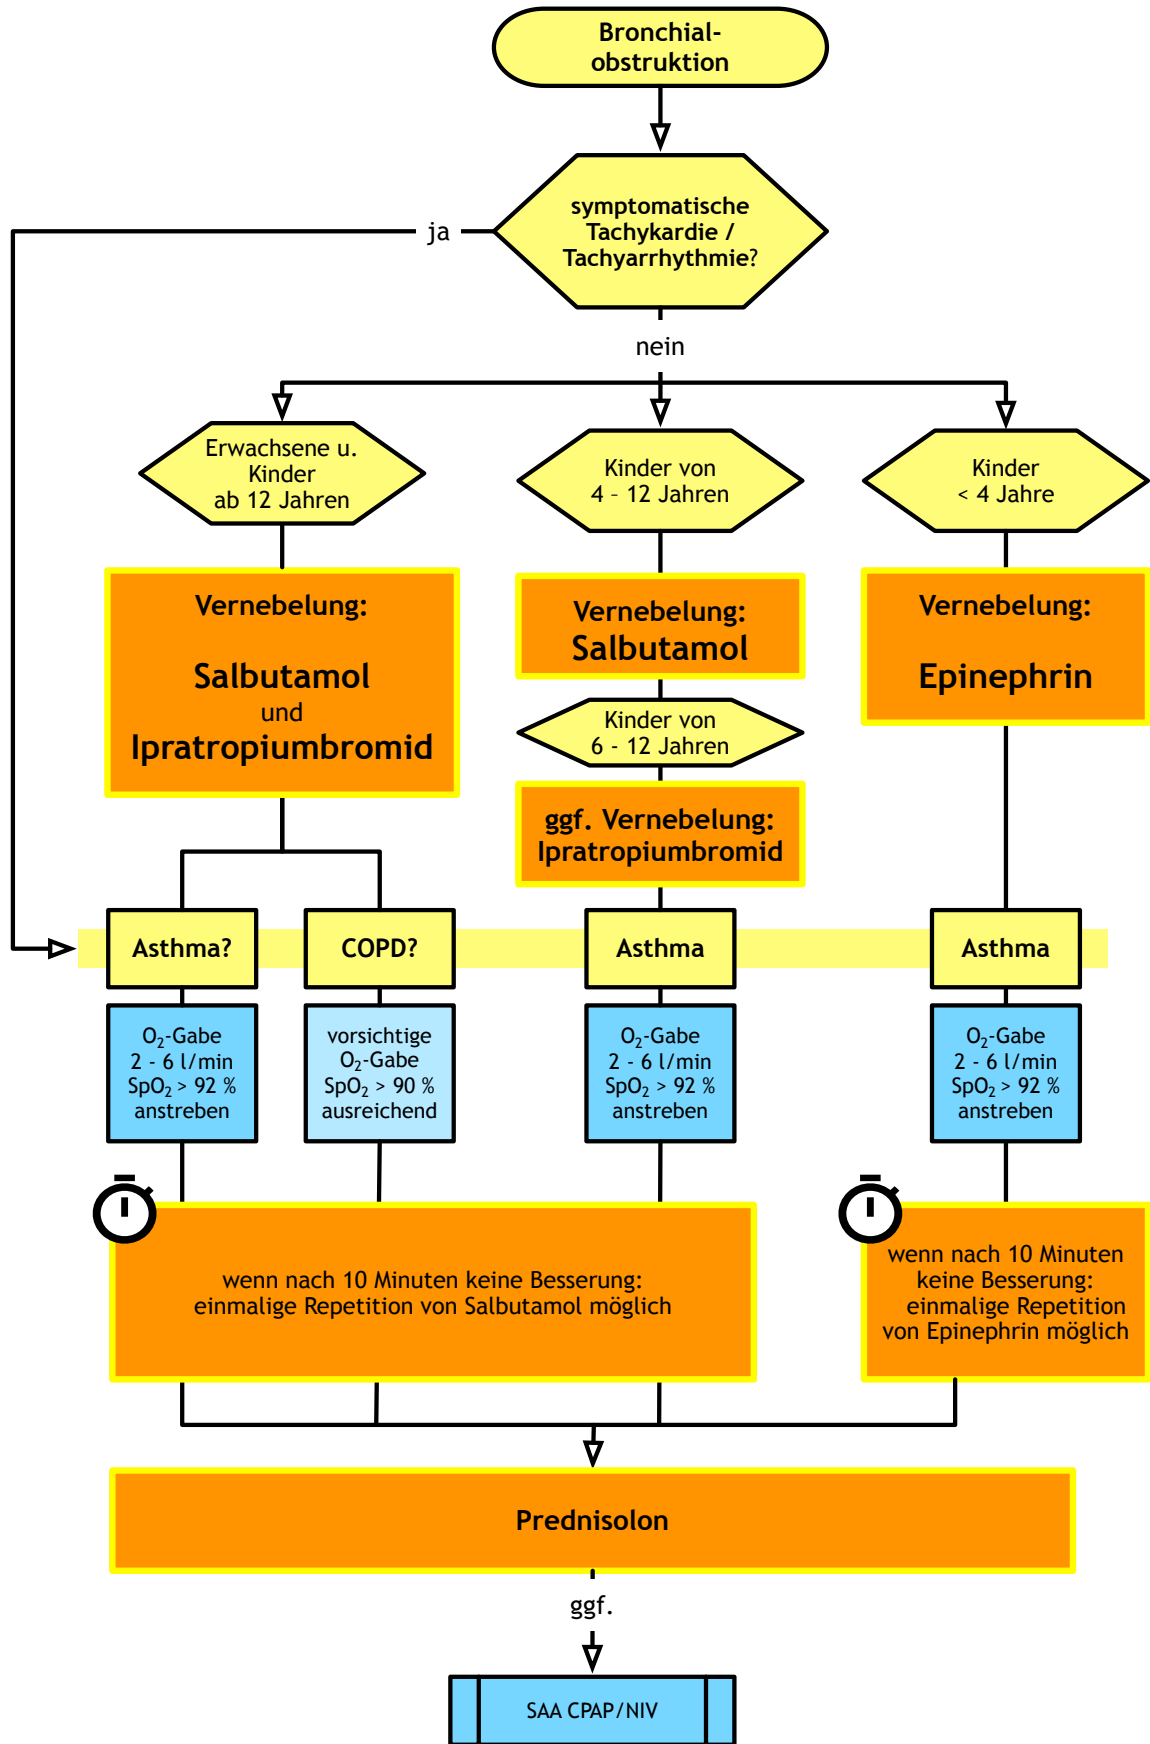 Bronchial-
obstruktion
symptomatische
Tachykardie /
Tachyarrhythmie?
ja
nein
Erwachsene u.
Kinder
ab 12 Jahren
Kinder von
4 – 12 Jahren
Kinder
< 4 Jahre
Vernebelung:
Salbutamol
und
Ipratropiumbromid
Vernebelung:
Salbutamol
Kinder von
6 - 12 Jahren
ggf. Vernebelung:
Ipratropiumbromid
Vernebelung:
Epinephrin
Asthma?
COPD?
Asthma
Asthma
O₂-Gabe
2 - 6 l/min
SpO₂ > 92 %
anstreben
vorsichtige
O₂-Gabe
SpO₂ > 90 %
ausreichend
O₂-Gabe
2 - 6 l/min
SpO₂ > 92 %
anstreben
O₂-Gabe
2 - 6 l/min
SpO₂ > 92 %
anstreben
wenn nach 10 Minuten keine Besserung:
einmalige Repetition von Salbutamol möglich
wenn nach 10 Minuten
keine Besserung:
einmalige Repetition
von Epinephrin möglich
Prednisolon
ggf.
SAA CPAP/NIV